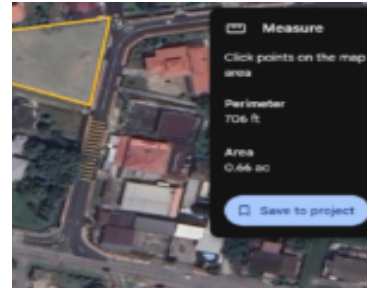 Measure
Click points on the map
area
Perimeter
706 ft
Area
0.66 ac
Save to project